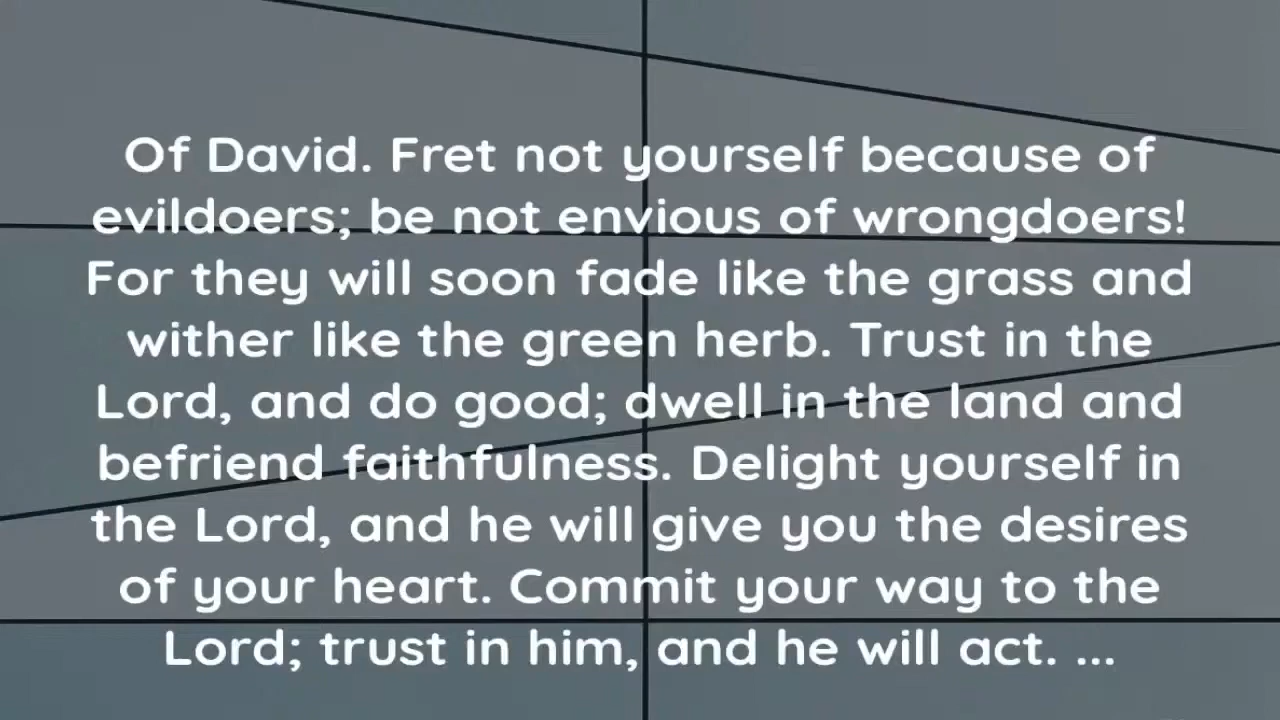 Of David. Fret not yourself because of
evildoers; be not envious of wrongdoers!
For they will soon fade like the grass and
wither like the green herb. Trust in the
Lord, and do good; dwell in the land and
befriend faithfulness. Delight yourself in
the Lord, and he will give you the desires
of your heart. Commit your way to the
Lord; trust in him, and he will act. ...